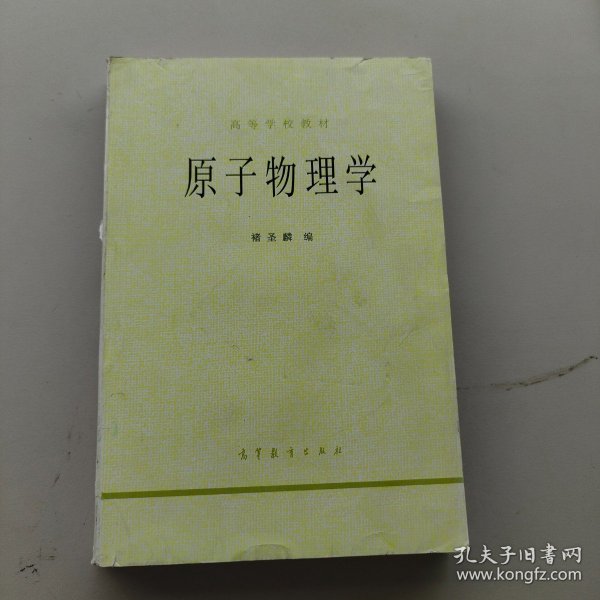 高等学校教材
原子物理学
褚圣麟 编
高等教育出版社
孔夫子旧书网
www.kongfz.com